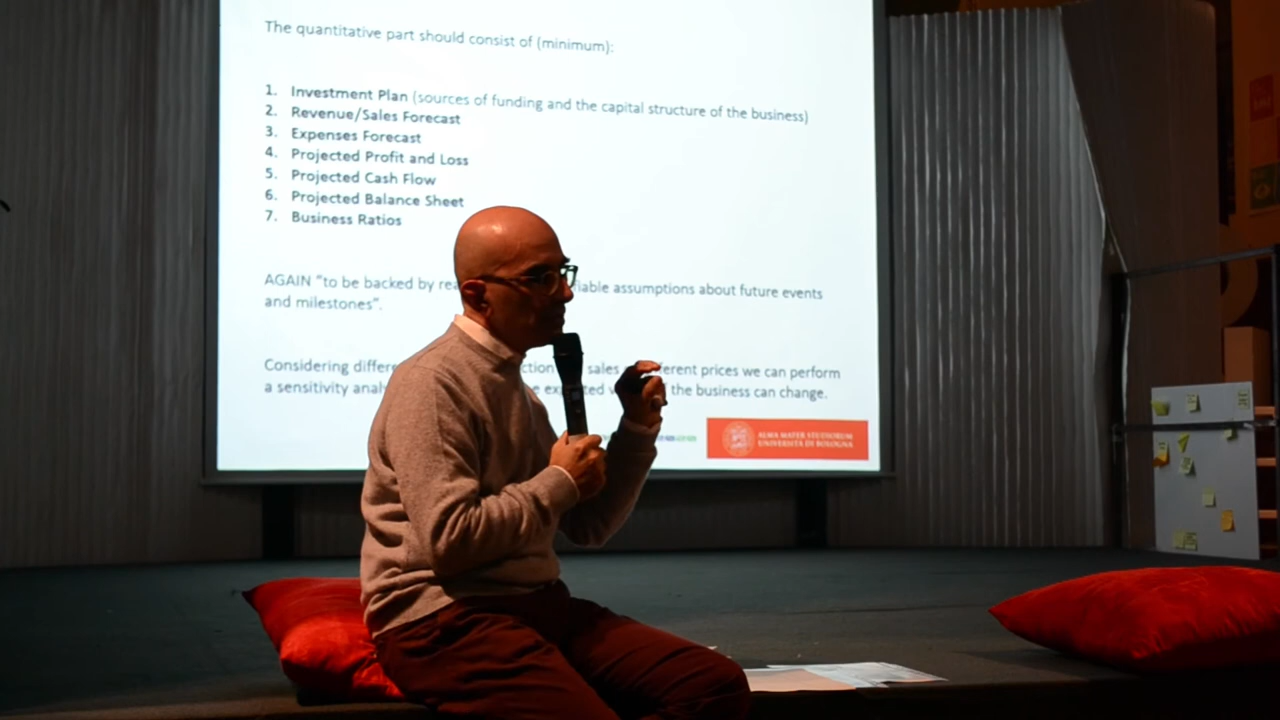 The quantitative part should consist of (minimum):
1. Investment Plan (sources of funding and the capital structure of the business)
2. Revenue/Sales Forecast
3. Expenses Forecast
4. Projected Profit and Loss
5. Projected Cash Flow
6. Projected Balance Sheet
7. Business Ratios
AGAIN "to be backed by assumptions about future events
and milestones".
Considering sales prices we can perform
a sensitivity the business can change.
ALMA MATER STUDIORUM
UNIVERSITÀ DI BOLOGNA